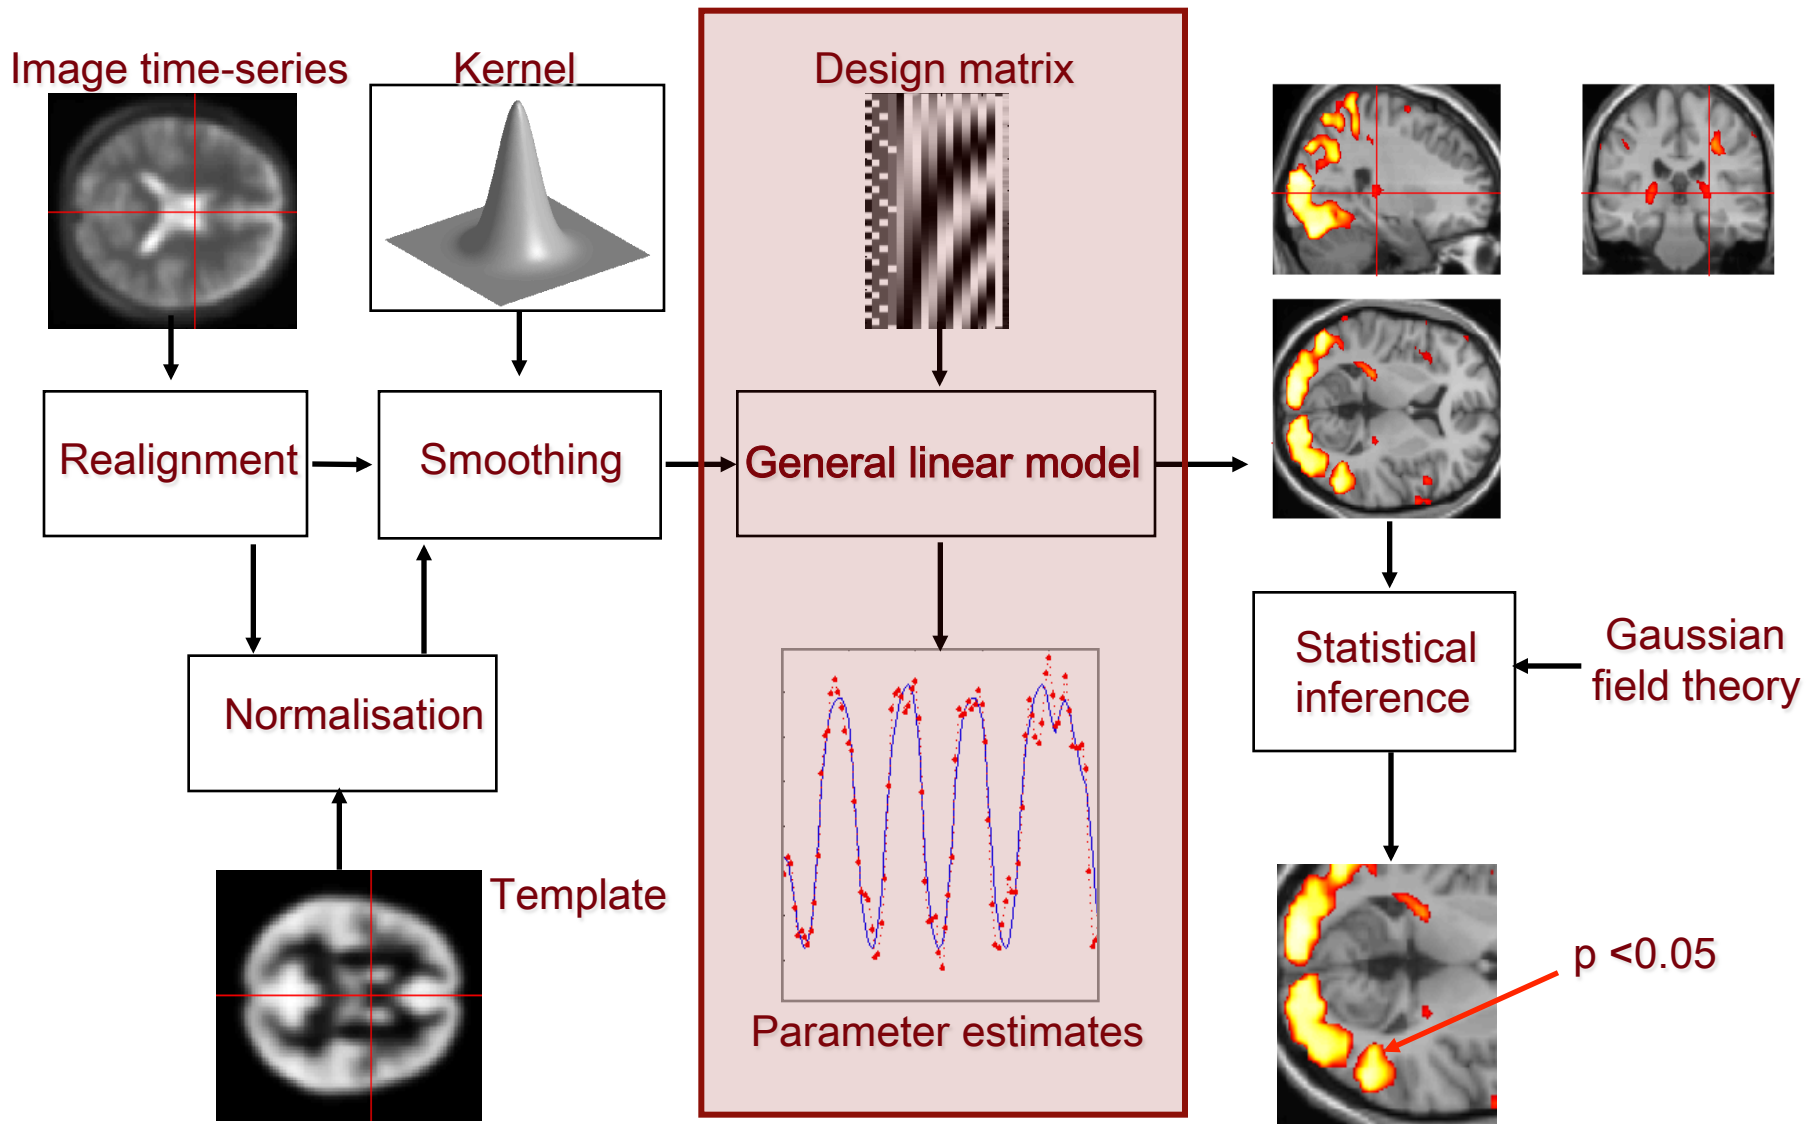 Image time-series
Kernel
Design matrix
Realignment
Smoothing
General linear model
Statistical
inference
Gaussian
field theory
Normalisation
Template
p <0.05
Parameter estimates